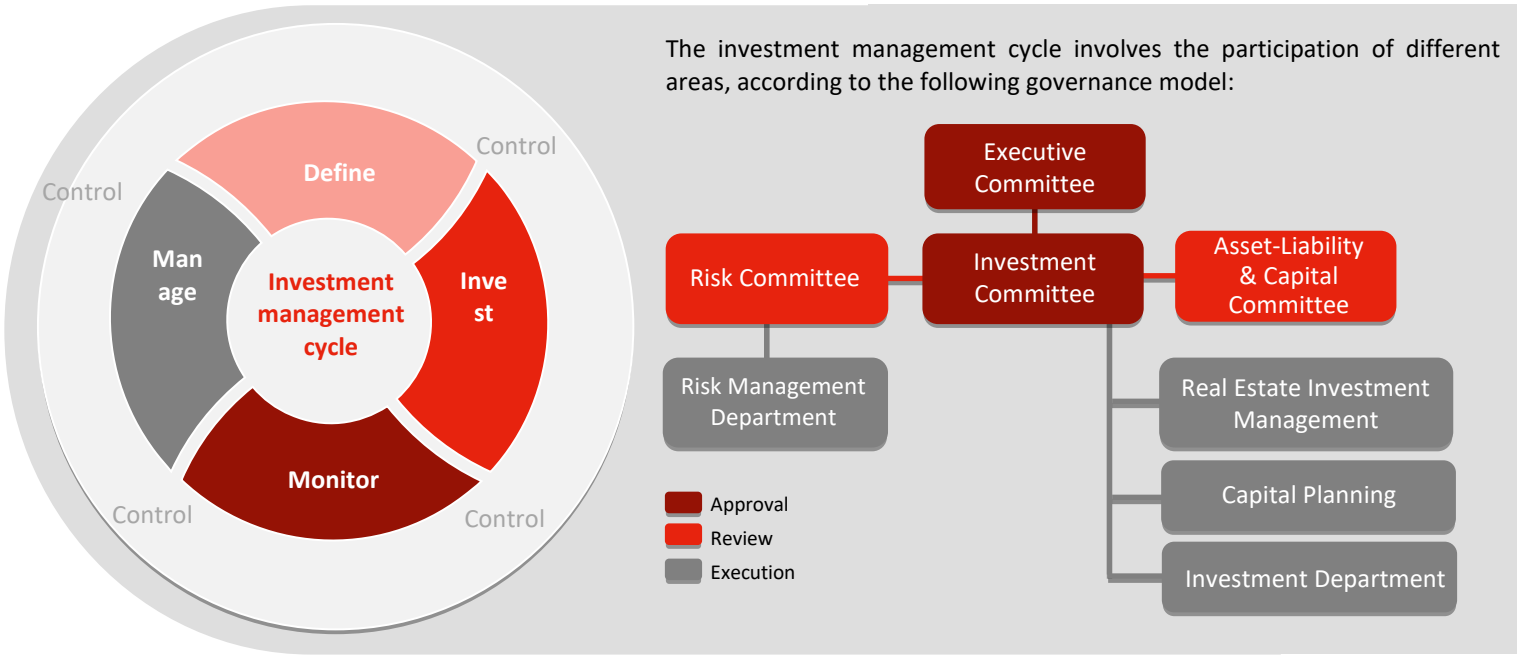 The investment management cycle involves the participation of different
areas, according to the following governance model:
Control
Control
Define
Man
age
Inve
st
Investment
management
cycle
Monitor
Control
Control
Executive
Committee
Risk Committee
Investment
Committee
Asset-Liability
& Capital
Committee
Risk Management
Department
Real Estate Investment
Management
Capital Planning
Investment Department
Approval
Review
Execution